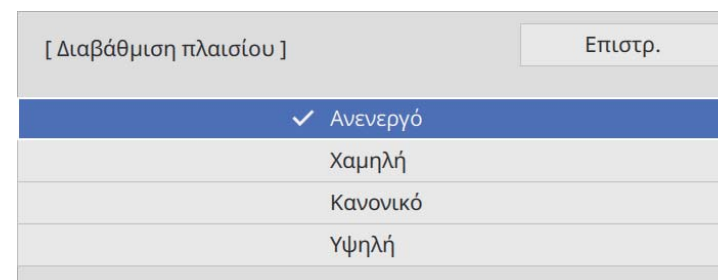 [ Διαβάθμιση πλαισίου ]
Επιστρ.
Ανενεργό
Χαμηλή
Κανονικό
Υψηλή